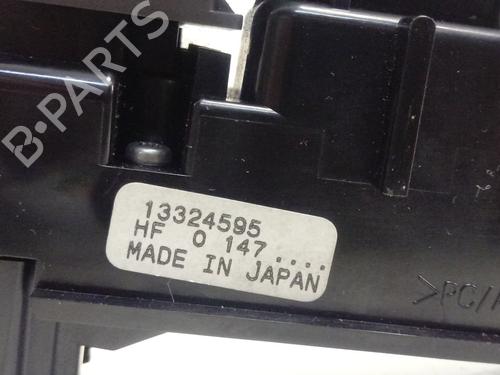 B-PARTS
13324595
HF 0 147....
MADE IN JAPAN
>PC/